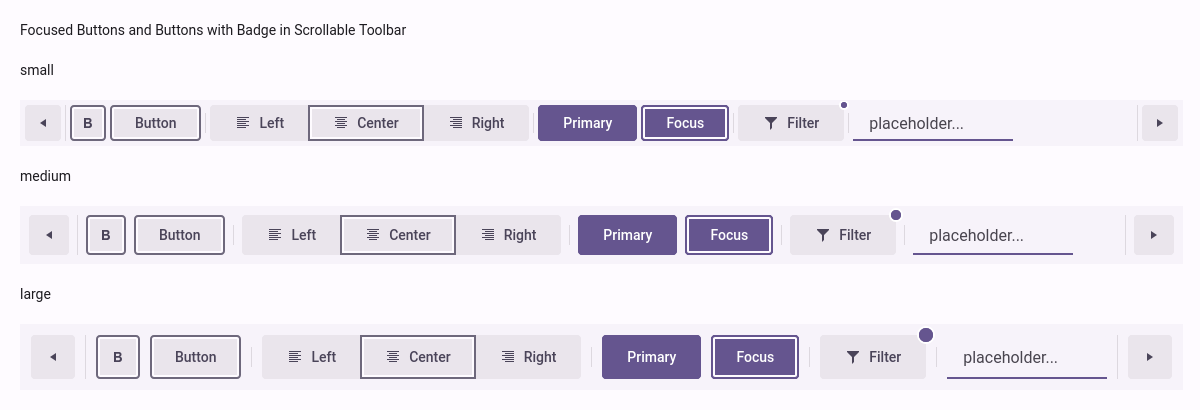 Focused Buttons and Buttons with Badge in Scrollable Toolbar
small
B Button Left Center Right Primary Focus Filter placeholder...
medium
B Button Left Center Right Primary Focus Filter placeholder...
large
B Button Left Center Right Primary Focus Filter placeholder...